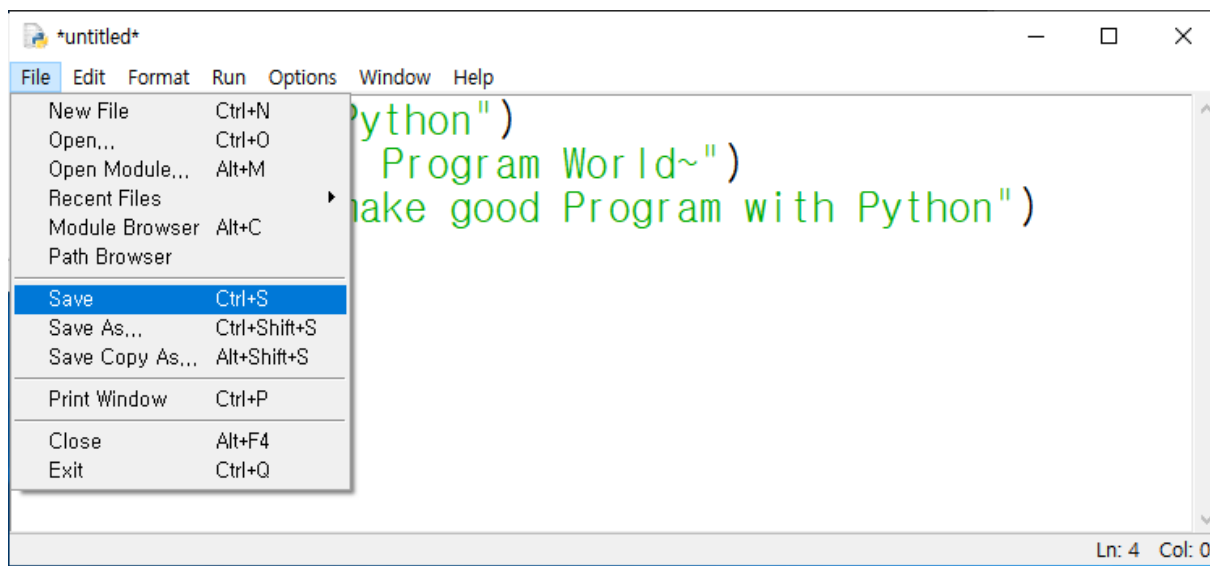 *untitled*
File Edit Format Run Options Window Help
New File Ctrl+N
Open... Ctrl+O
Open Module... Alt+M
Recent Files
Module Browser Alt+C
Path Browser
Save Ctrl+S
Save As... Ctrl+Shift+S
Save Copy As... Alt+Shift+S
Print Window Ctrl+P
Close Alt+F4
Exit Ctrl+Q
ython")
Program World~")
ake good Program with Python")
Ln: 4 Col: 0